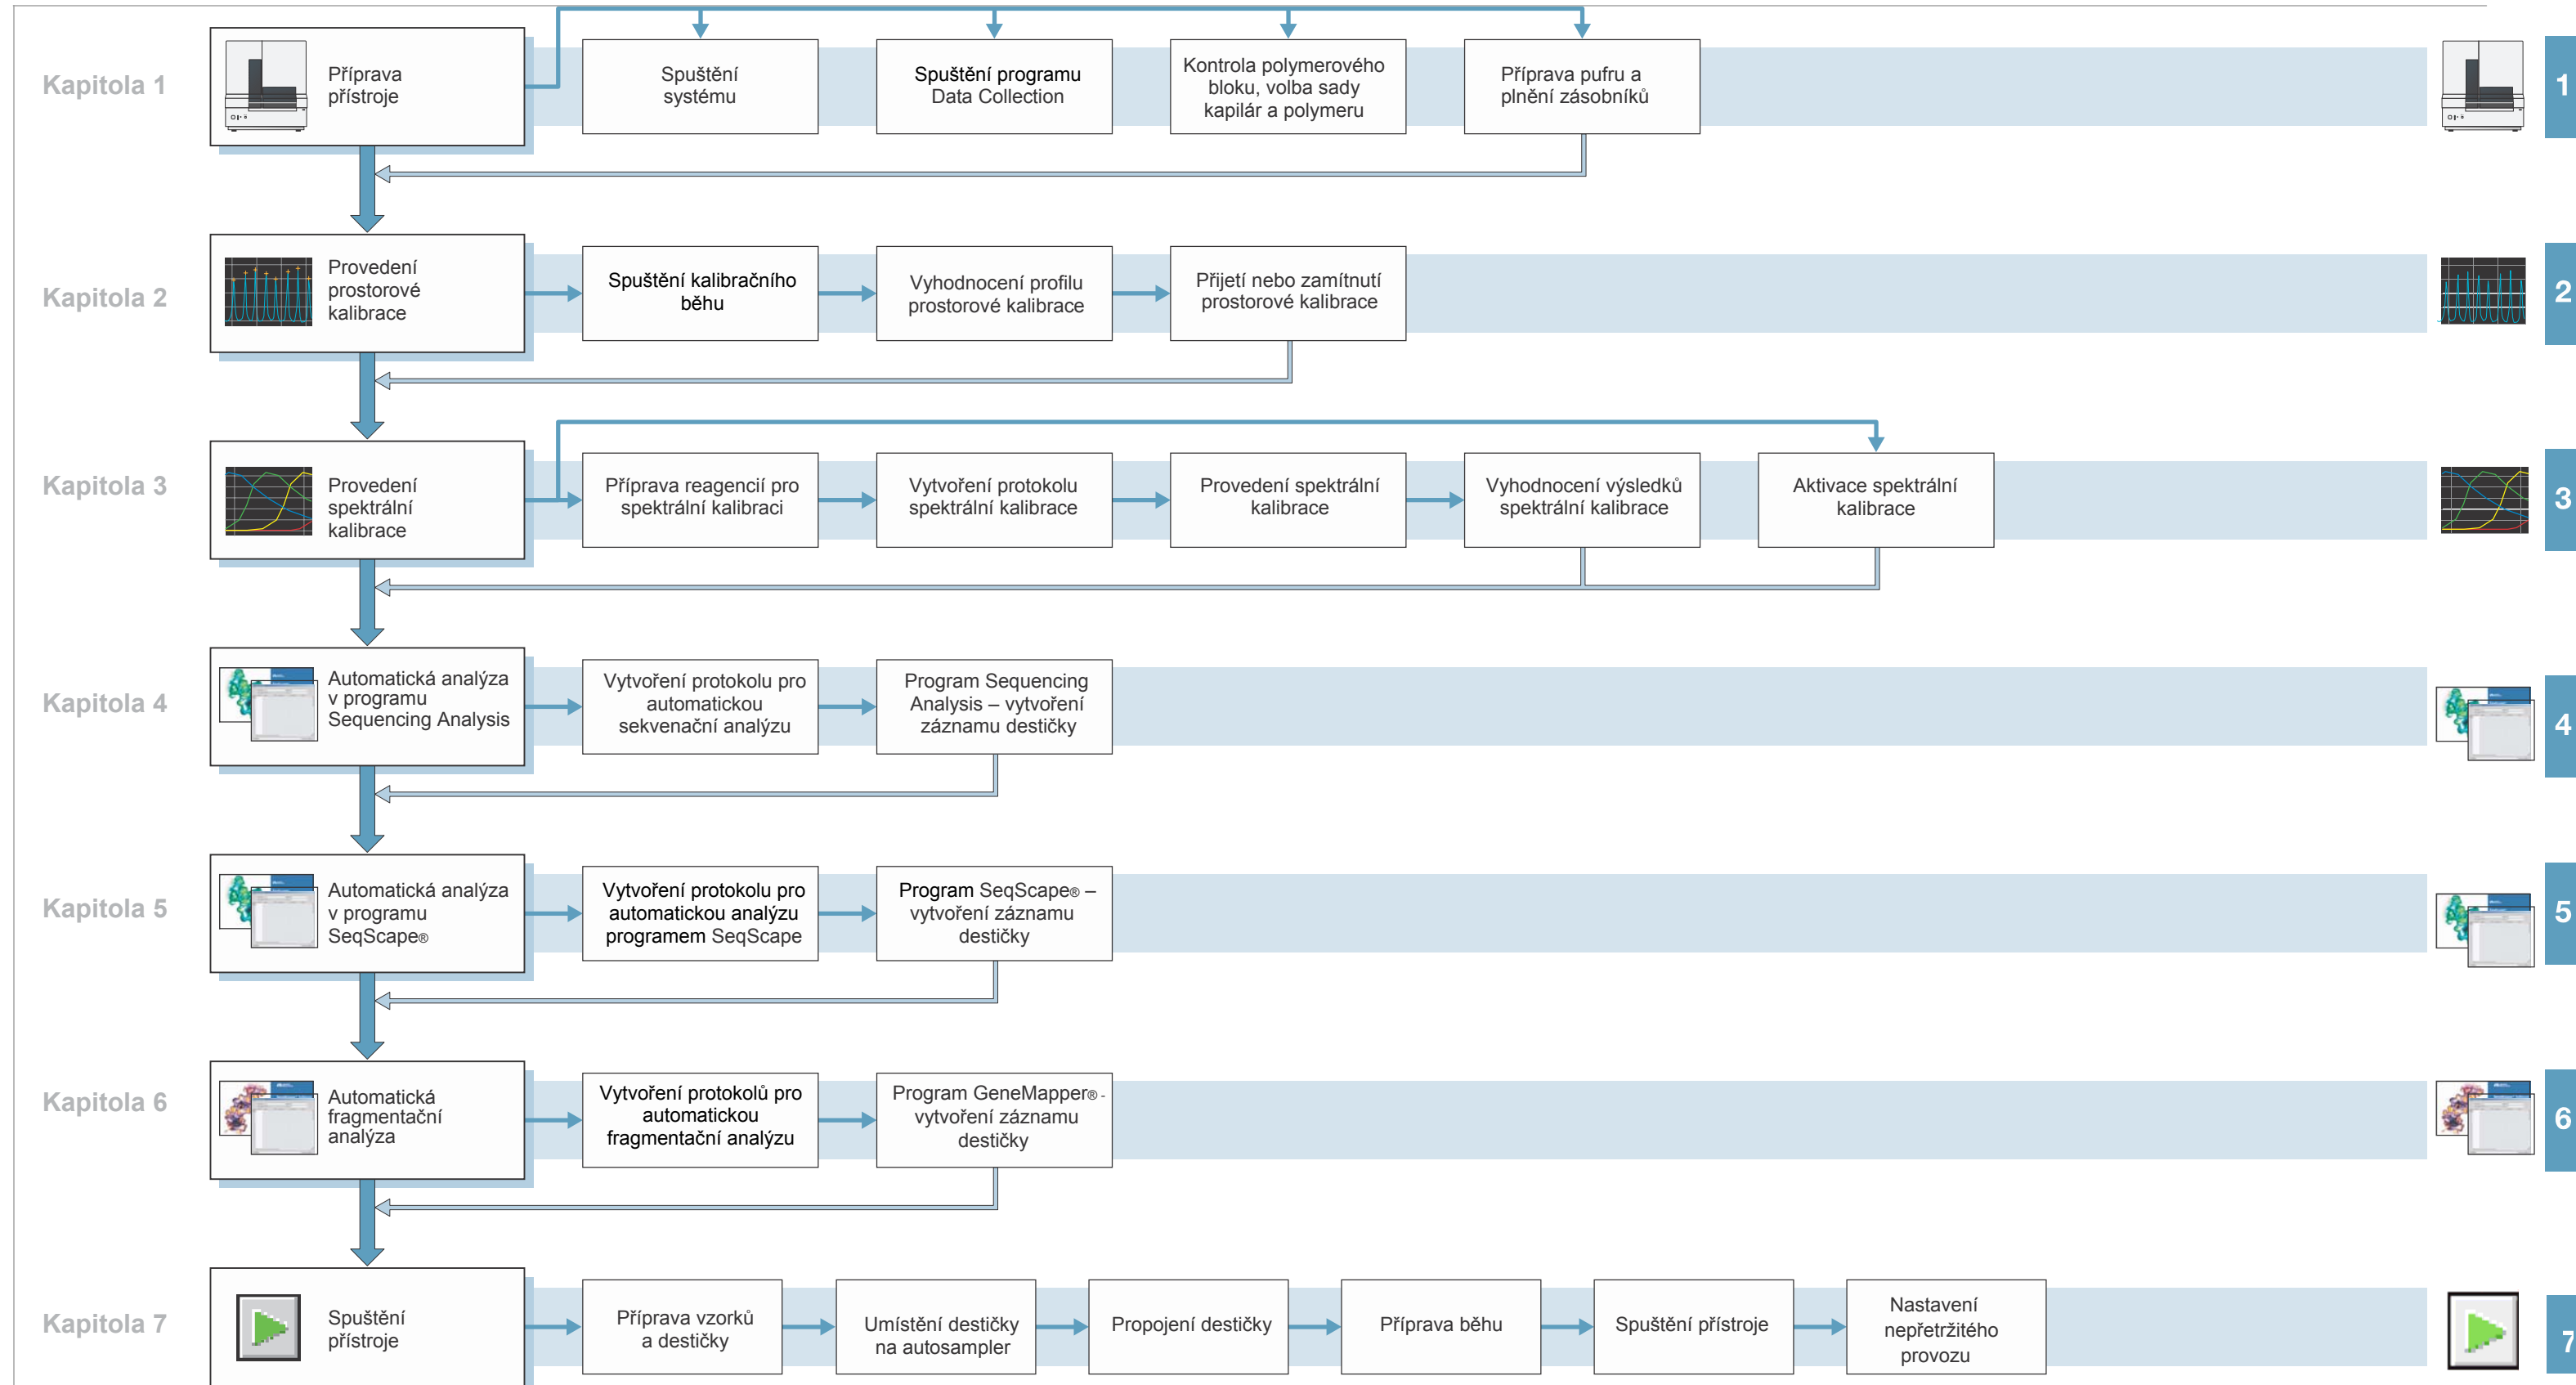 Kapitola 1
Příprava
přístroje
Spuštění
systému
Spuštění programu
Data Collection
Kontrola polymerového
bloku, volba sady
kapilár a polymeru
Příprava pufru a
plnění zásobníků
1
Kapitola 2
Provedení
prostorové
kalibrace
Spuštění kalibračního
běhu
Vyhodnocení profilu
prostorové kalibrace
Přijetí nebo zamítnutí
prostorové kalibrace
2
Kapitola 3
Provedení
spektrální
kalibrace
Příprava reagencií pro
spektrální kalibraci
Vytvoření protokolu
spektrální kalibrace
Provedení spektrální
kalibrace
Vyhodnocení výsledků
spektrální kalibrace
Aktivace spektrální
kalibrace
3
Kapitola 4
Automatická analýza
v programu
Sequencing Analysis
Vytvoření protokolu pro
automatickou
sekvenační analýzu
Program Sequencing
Analysis – vytvoření
záznamu destičky
4
Kapitola 5
Automatická analýza
v programu
SeqScape®
Vytvoření protokolu pro
automatickou analýzu
programem SeqScape
Program SeqScape® –
vytvoření záznamu
destičky
5
Kapitola 6
Automatická
fragmentační
analýza
Vytvoření protokolů pro
automatickou
fragmentační analýzu
Program GeneMapper® -
vytvoření záznamu
destičky
6
Kapitola 7
Spuštění
přístroje
Příprava vzorků
a destičky
Umístění destičky
na autosampler
Propojení destičky
Příprava běhu
Spuštění přístroje
Nastavení
nepřetržitého
provozu
7